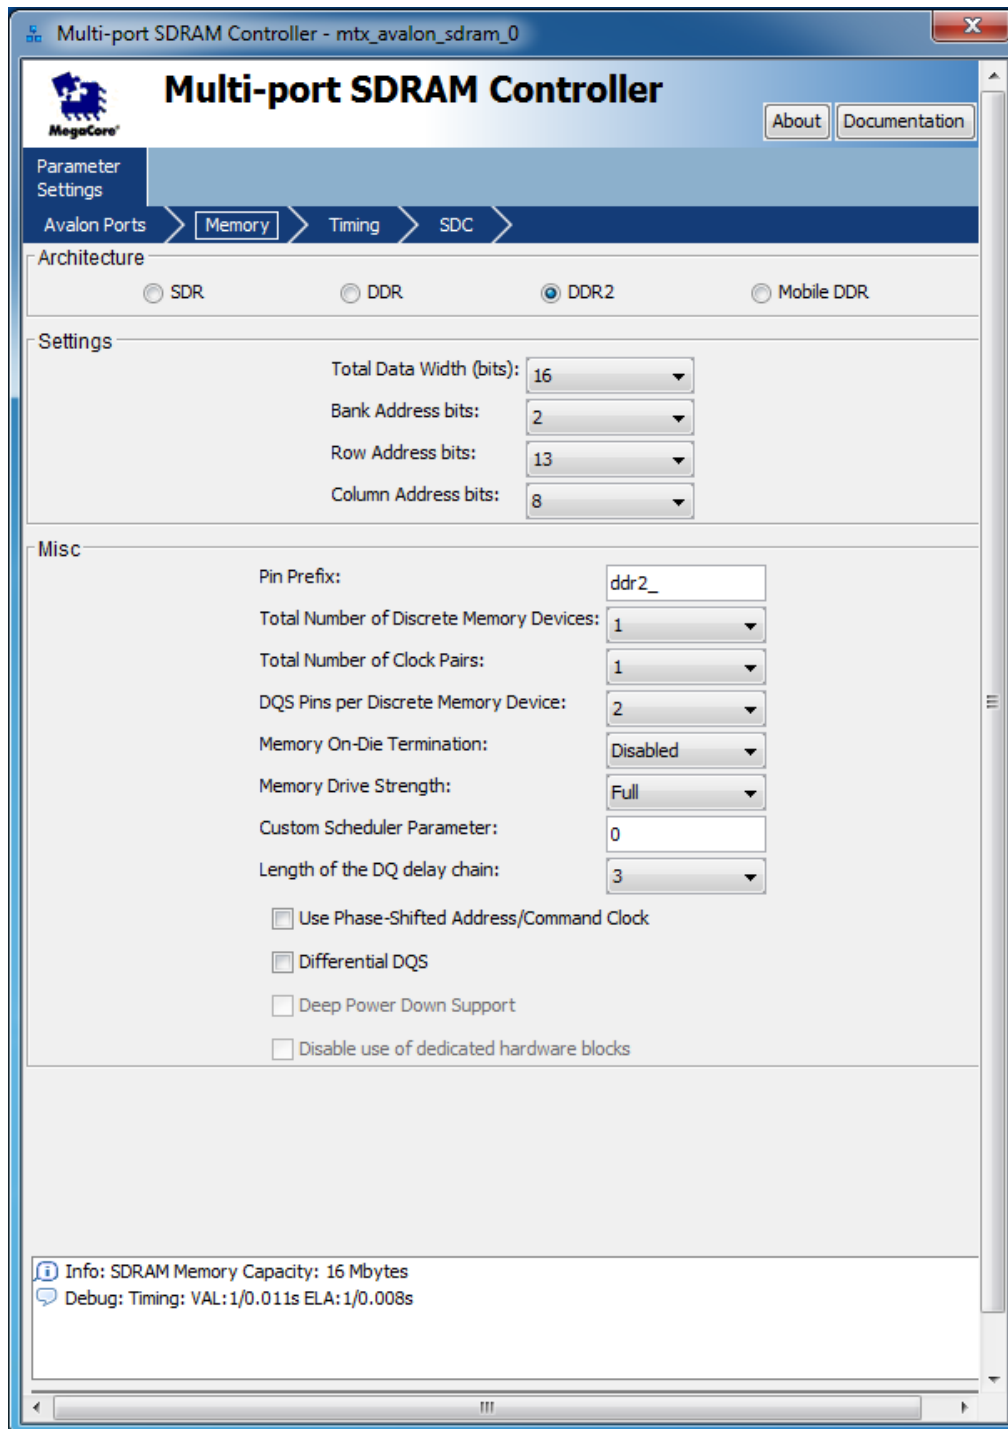 Multi-port SDRAM Controller - mtx_avalon_sdram_0
MegaCore®
Multi-port SDRAM Controller
About Documentation
Parameter
Settings
Avalon Ports Memory Timing SDC
Architecture
SDR DDR DDR2 Mobile DDR
Settings
Total Data Width (bits): 16
Bank Address bits: 2
Row Address bits: 13
Column Address bits: 8
Misc
Pin Prefix: ddr2_
Total Number of Discrete Memory Devices: 1
Total Number of Clock Pairs: 1
DQS Pins per Discrete Memory Device: 2
Memory On-Die Termination: Disabled
Memory Drive Strength: Full
Custom Scheduler Parameter: 0
Length of the DQ delay chain: 3
Use Phase-Shifted Address/Command Clock
Differential DQS
Deep Power Down Support
Disable use of dedicated hardware blocks
Info: SDRAM Memory Capacity: 16 Mbytes
Debug: Timing: VAL:1/0.011s ELA:1/0.008s